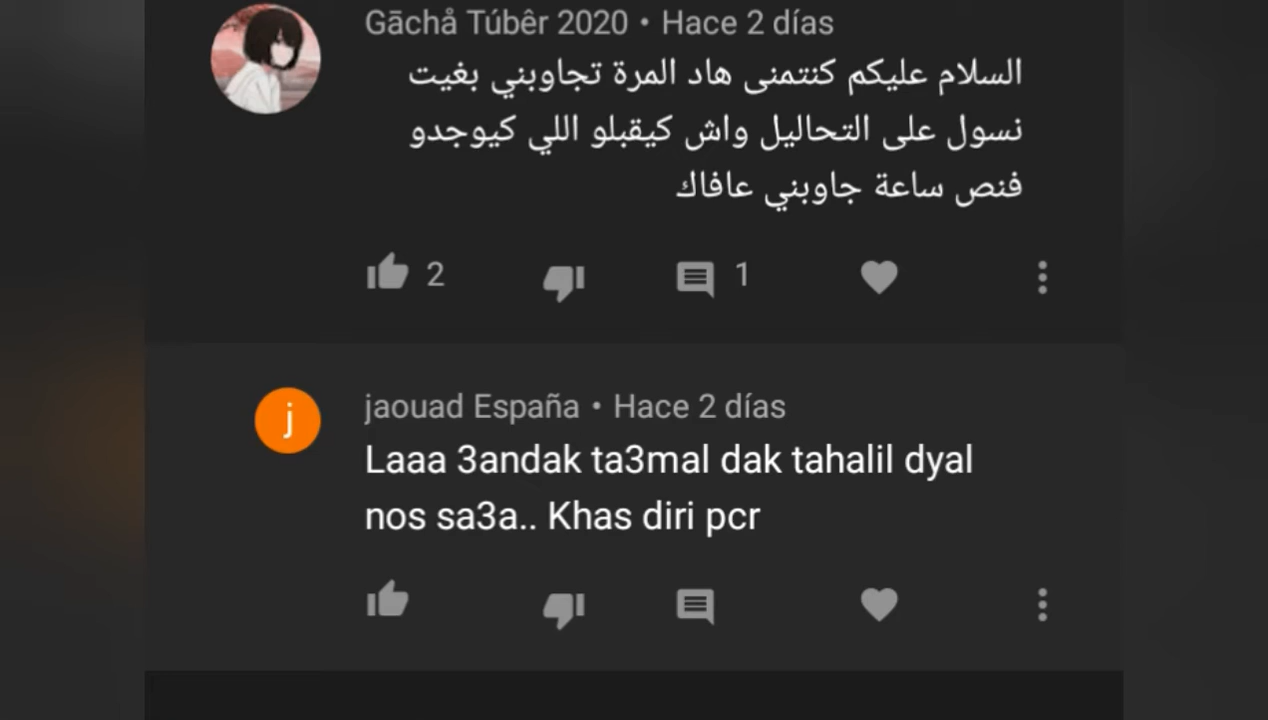 Gāchå Túbêr 2020 • Hace 2 días
السلام عليكم كنتمنى هاد المرة تجاوبني بغيت
نسول على التحاليل واش كيقبلو اللي كيوجدو
فنص ساعة جاوبني عافاك
2
1
j
jaouad España • Hace 2 días
Laaa 3andak ta3mal dak tahalil dyal
nos sa3a.. Khas diri pcr